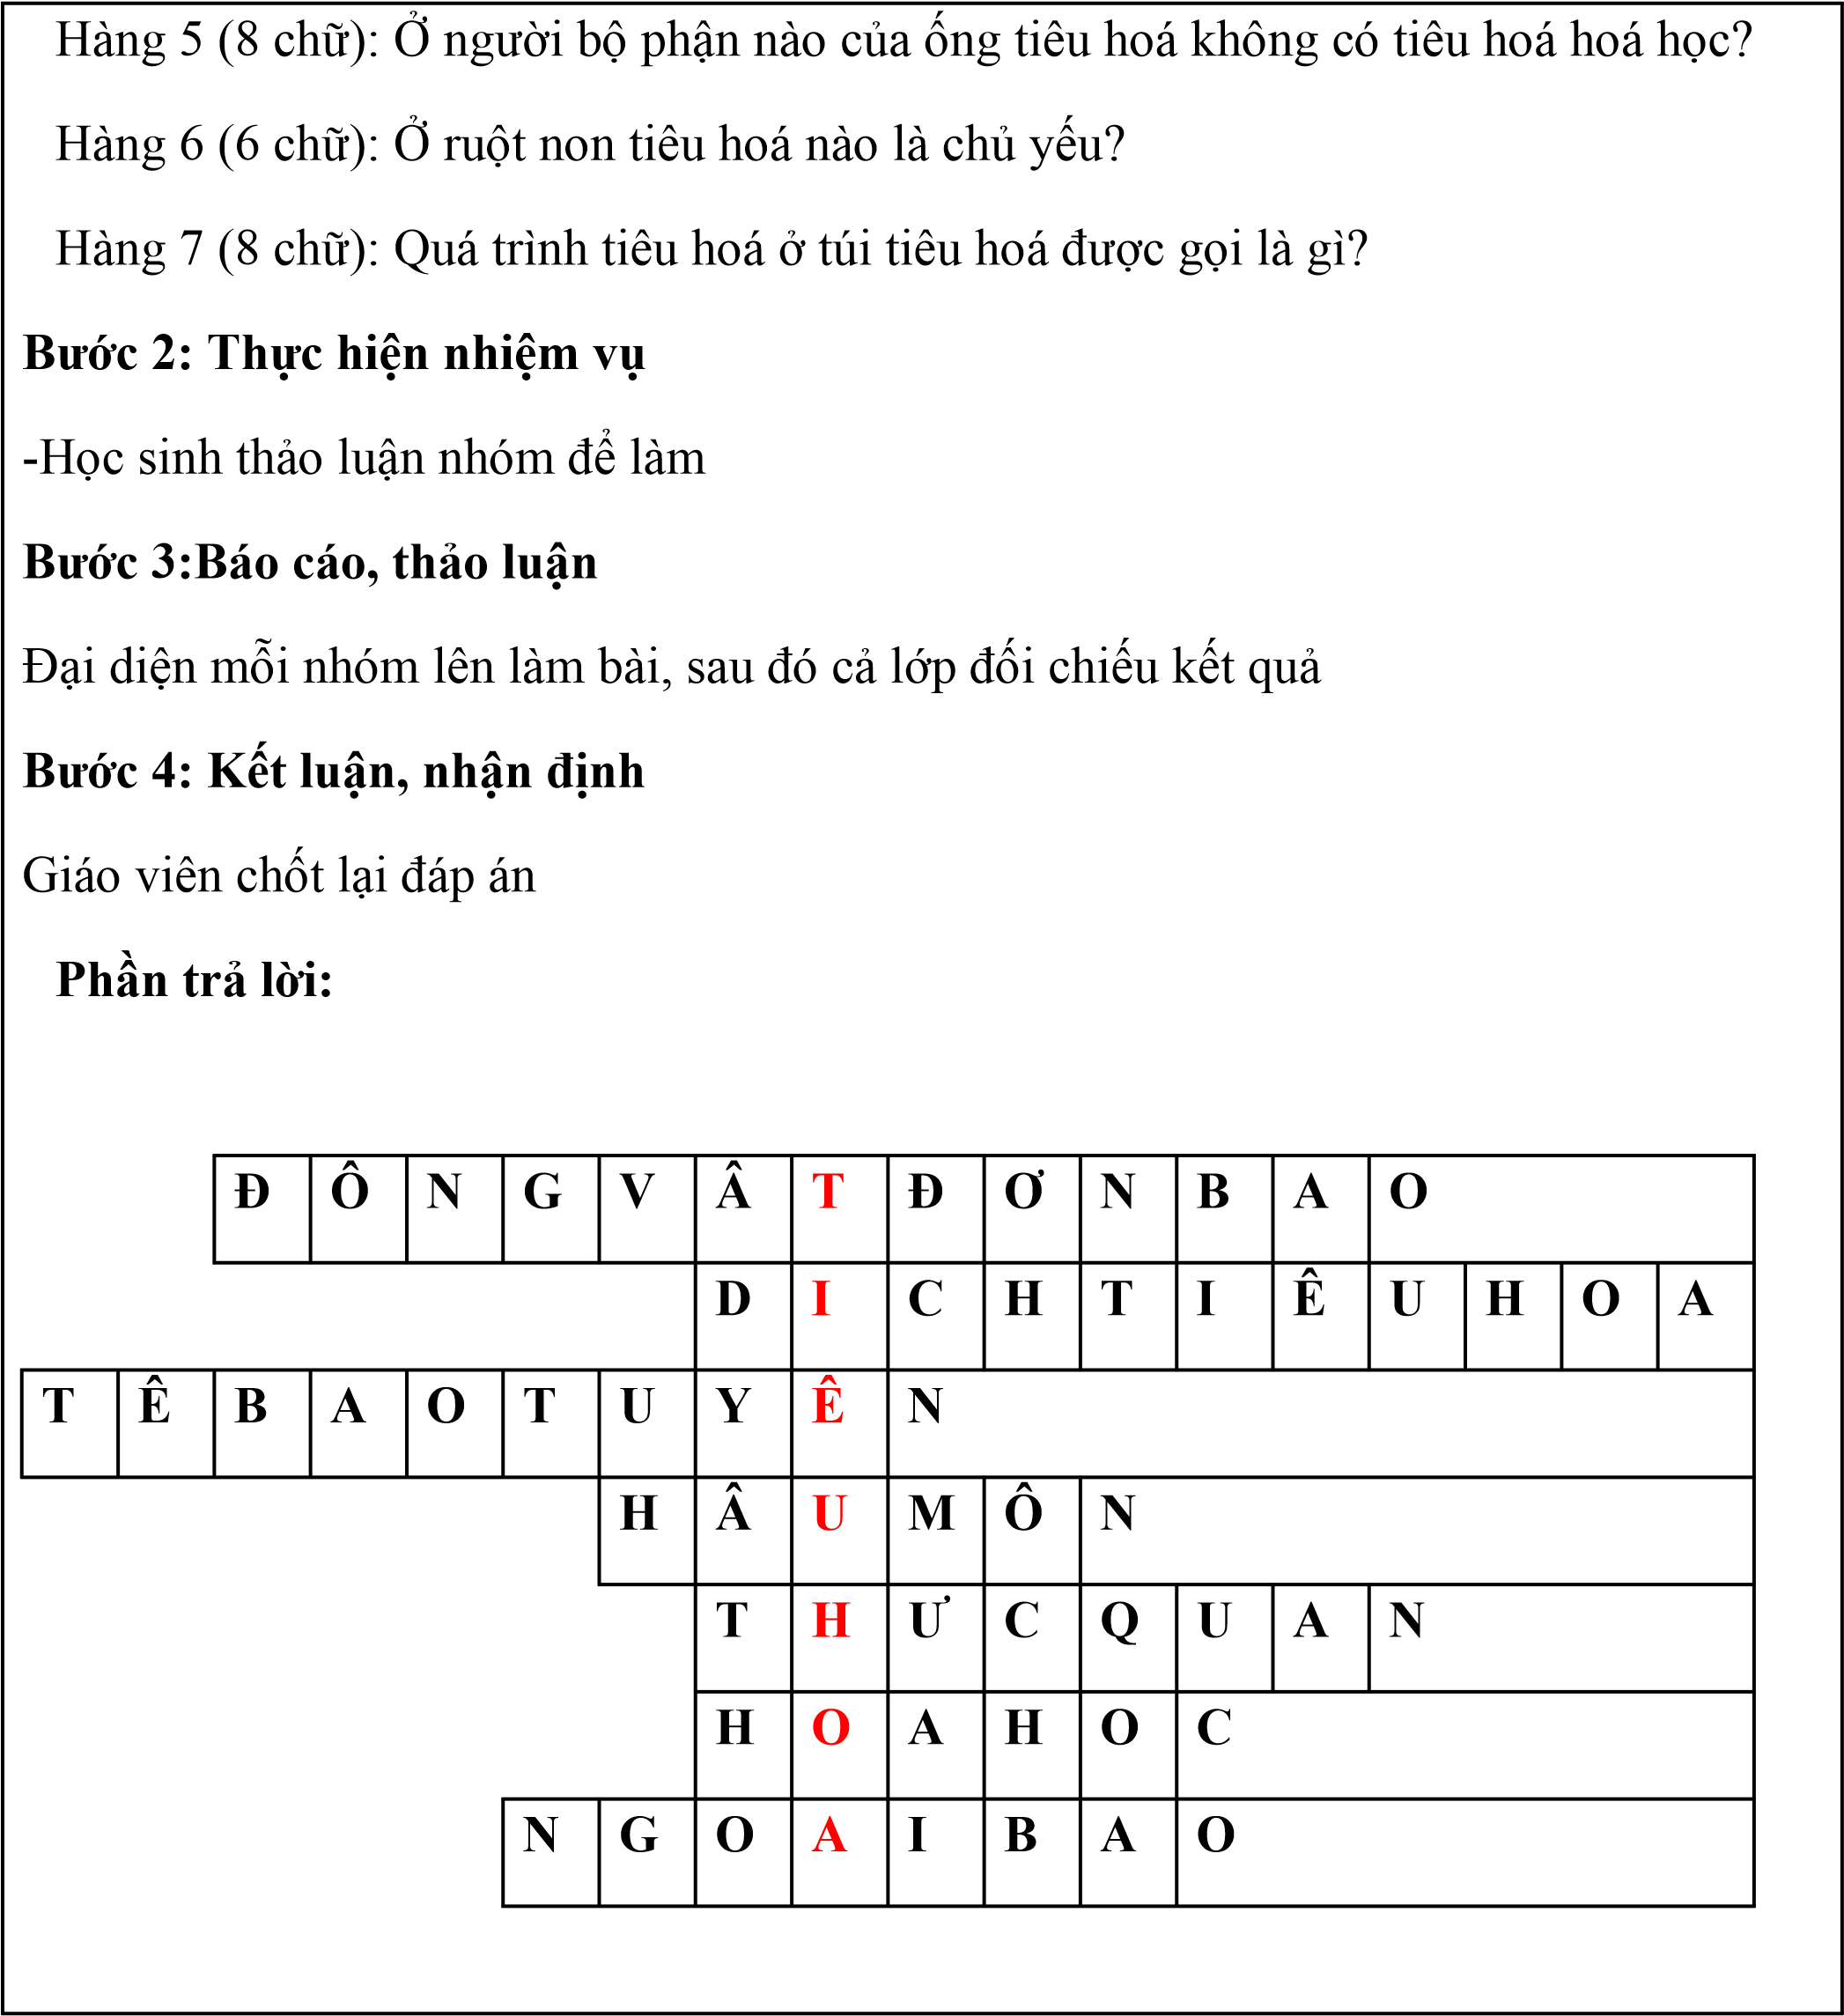 Hàng 5 (8 chữ): Ở người bộ phận nào của ống tiêu hoá không có tiêu hoá hoá học?
Hàng 6 (6 chữ): Ở ruột non tiêu hoá nào là chủ yếu?
Hàng 7 (8 chữ): Quá trình tiêu hoá ở túi tiêu hoá được gọi là gì?
Bước 2: Thực hiện nhiệm vụ
-Học sinh thảo luận nhóm để làm
Bước 3:Báo cáo, thảo luận
Đại diện mỗi nhóm lên làm bài, sau đó cả lớp đối chiếu kết quả
Bước 4: Kết luận, nhận định
Giáo viên chốt lại đáp án
Phần trả lời:
Đ Ô N G V Â T Đ Ơ N B A O
D I C H T I Ê U H O A
T Ê B A O T U Y Ê N
H Â U M Ô N
T H Ư C Q U A N
H O A H O C
N G O A I B A O